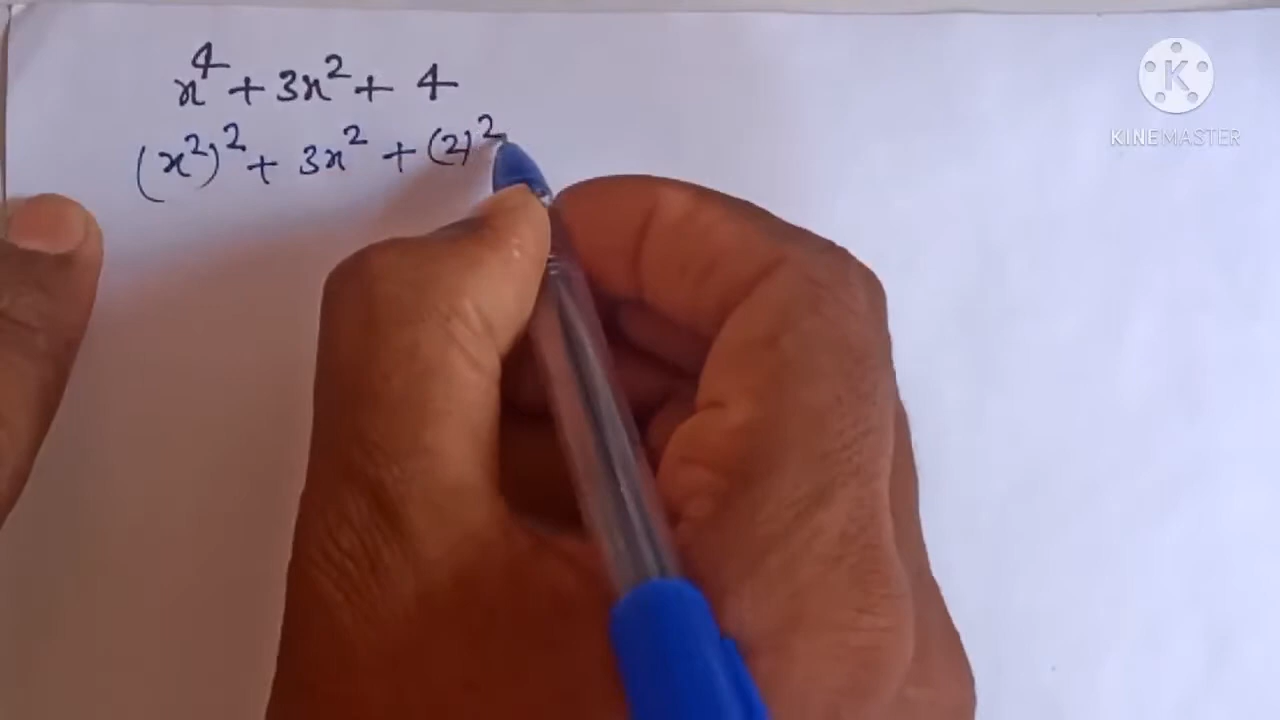 x⁴ + 3x² + 4
(x²)² + 3x² + (2)²
K
KINEMASTER